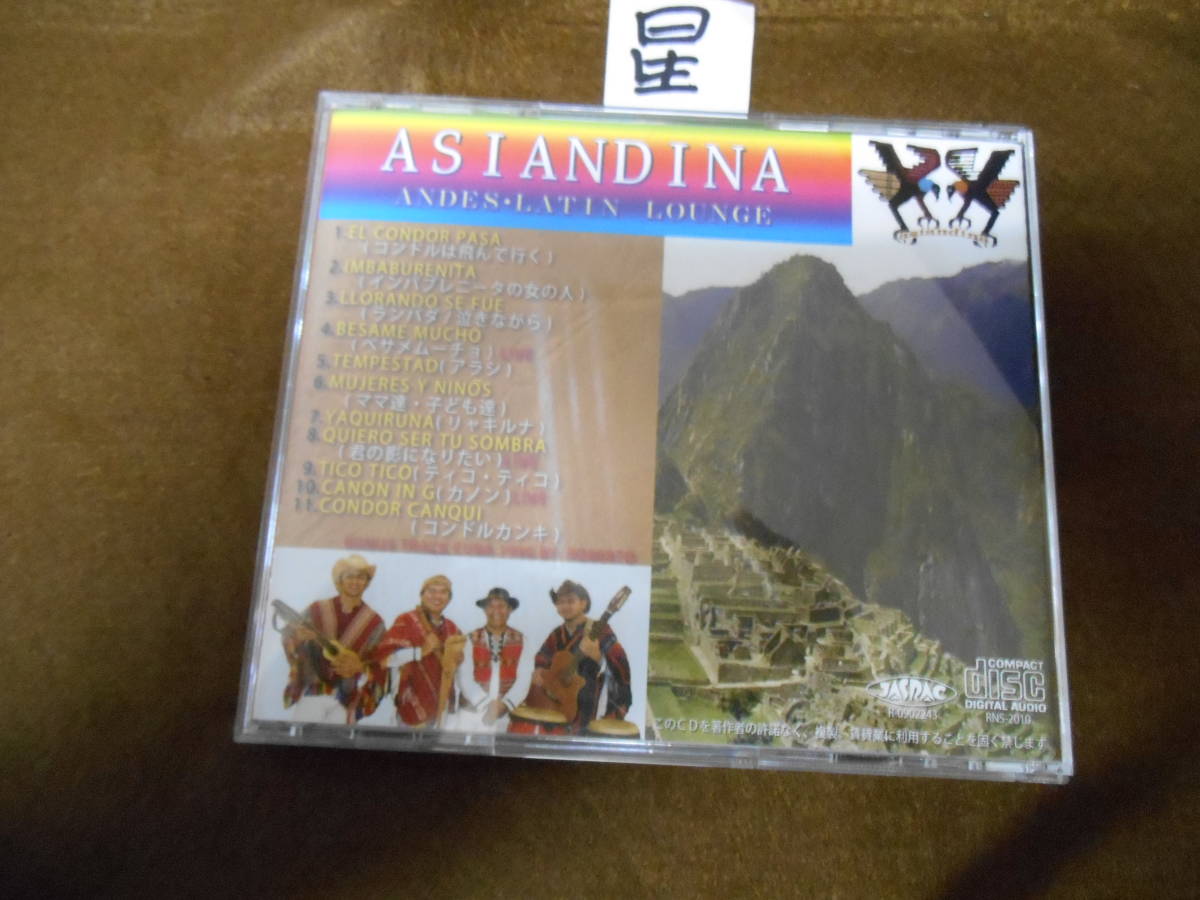 星
ASIANDINA
ANDES・LATIN LOUNGE
asiandina
1.EL CONDOR PASA
(コンドルは飛んで行く)
2.IMBABURENITA
(インバブレニータの女の人)
3.LLORANDO SE FUE
(ランバダ/泣きながら)
4.BESAME MUCHO
(ベサメムーチョ) LIVE
5.TEMPESTAD(アラシ)
6.MUJERES Y NINOS
(ママ達・子ども達)
7.YAQUIRUNA(リャキルナ)
8.QUIERO SER TU SOMBRA
(君の影になりたい) LIVE
9.TICO TICO(ティコ・ティコ)
10.CANON IN G(カノン) LIVE
11.CONDOR CANQUI
(コンドルカンキ)
BONUS TRACK
JASRAC
R-0902243
COMPACT
disc
DIGITAL AUDIO
RNS-2010
このCDを著作者の許諾なく、複製、賃貸業に利用することを固く禁じます